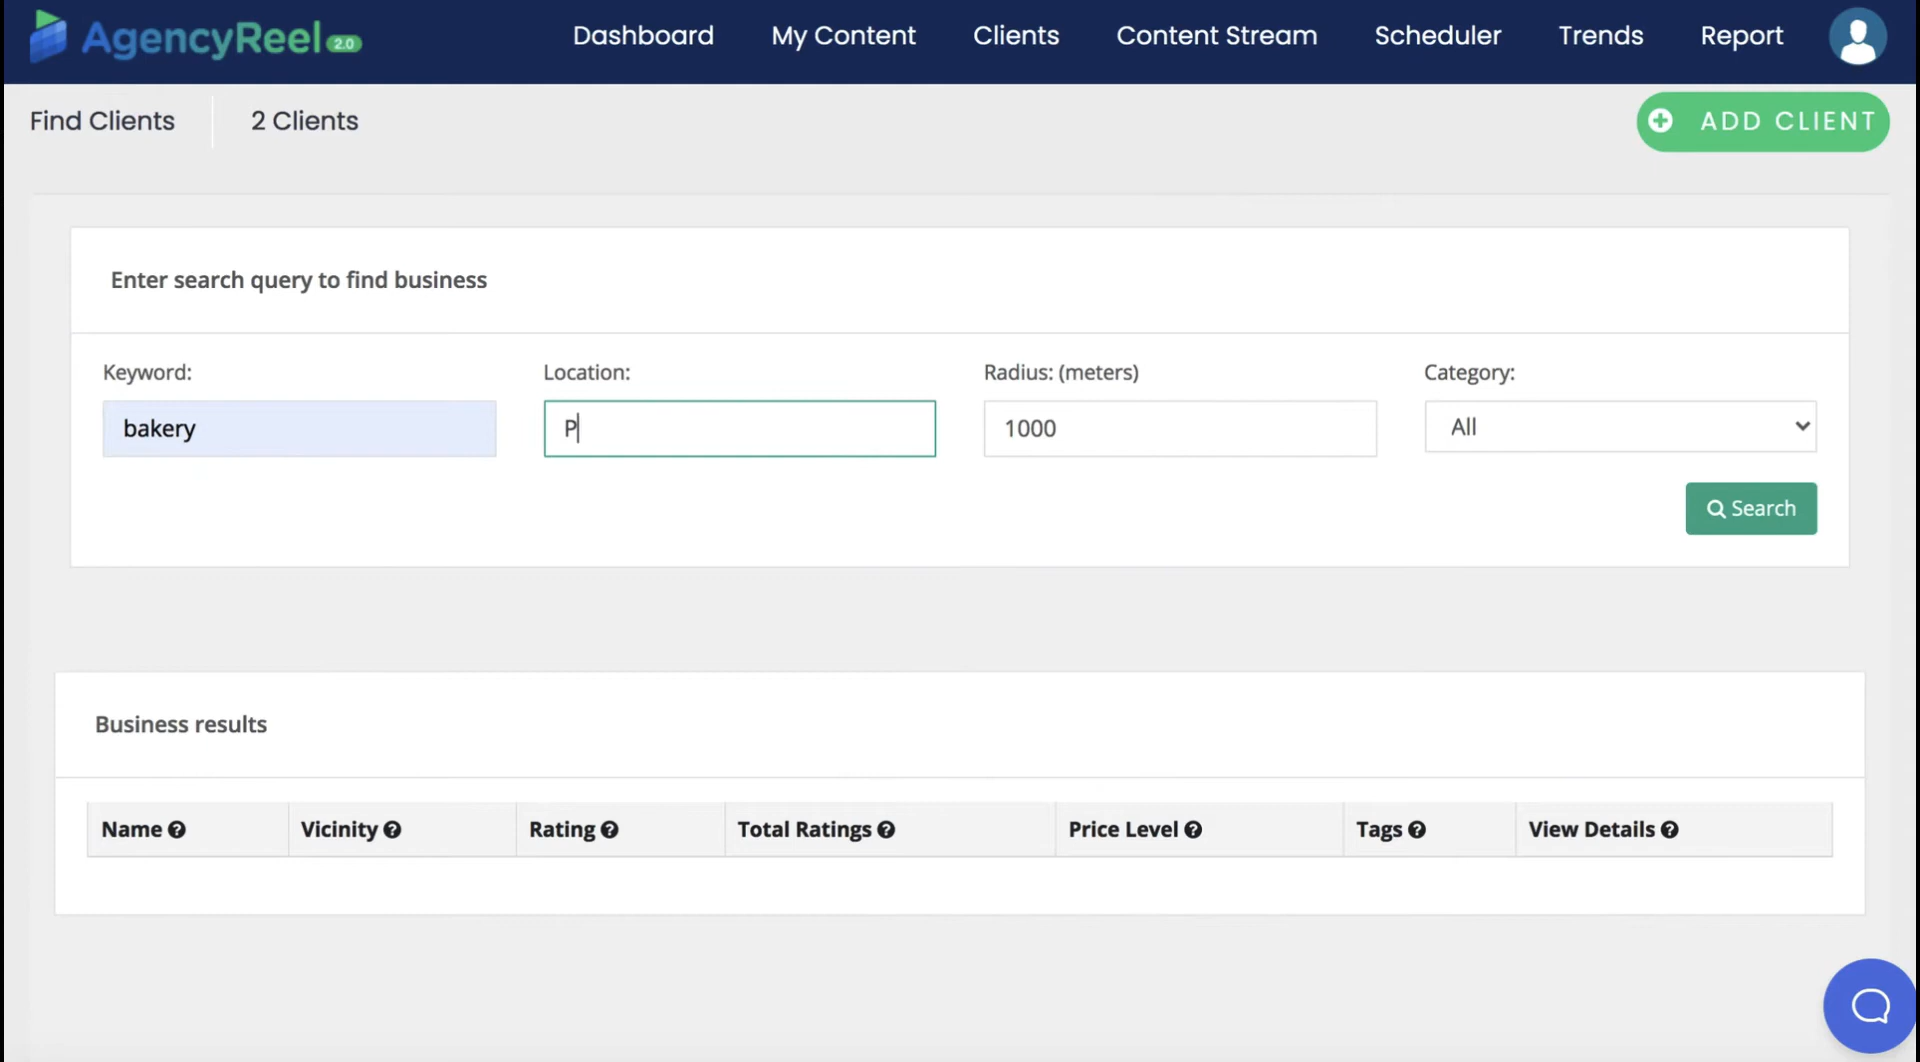 AgencyReel 2.0
Dashboard
My Content
Clients
Content Stream
Scheduler
Trends
Report
Find Clients
2 Clients
ADD CLIENT
Enter search query to find business
Keyword:
Location:
Radius: (meters)
Category:
bakery
P
1000
All
Search
Business results
Name
Vicinity
Rating
Total Ratings
Price Level
Tags
View Details